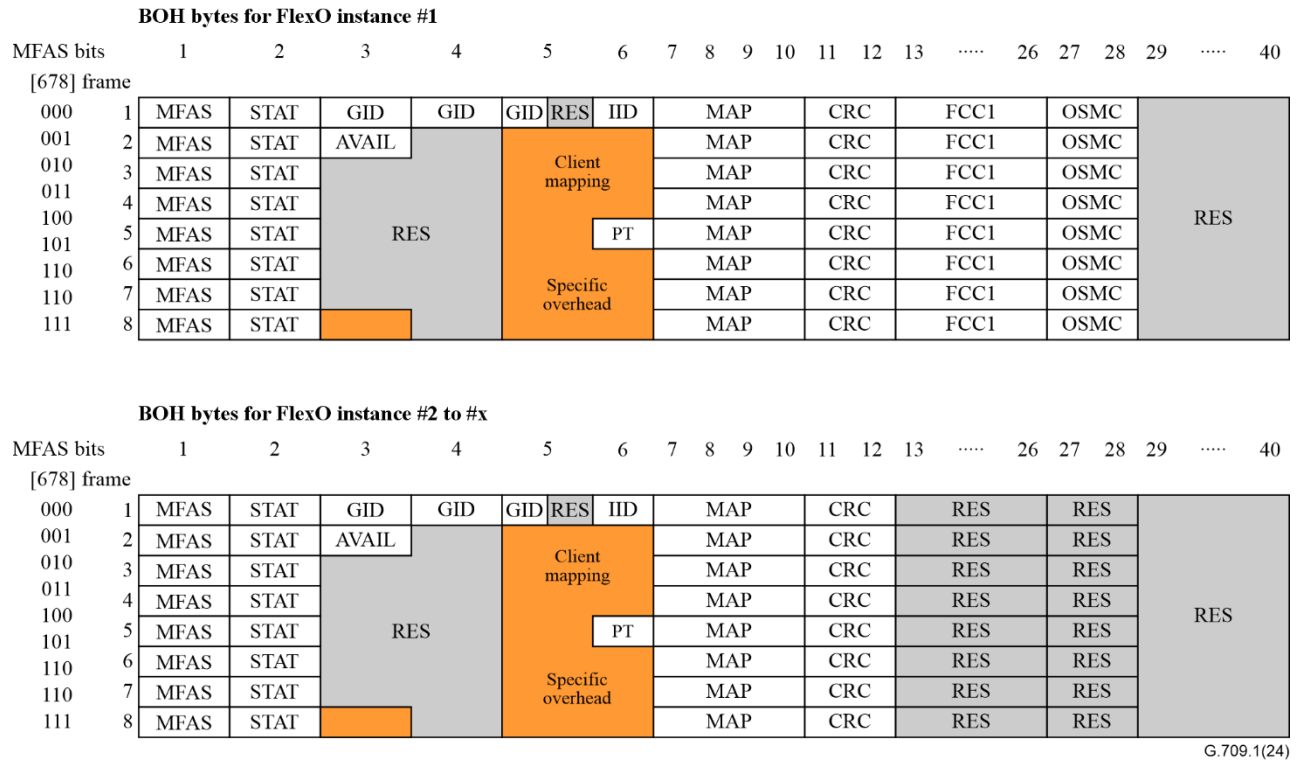 BOH bytes for FlexO instance #1
MFAS bits 1 2 3 4 5 6 7 8 9 10 11 12 13 ..... 26 27 28 29 ..... 40
[678] frame
000 1 MFAS STAT GID GID GID RES IID MAP CRC FCC1 OSMC
001 2 MFAS STAT AVAIL MAP CRC FCC1 OSMC
Client
010 3 MFAS STAT mapping MAP CRC FCC1 OSMC
011 4 MFAS STAT MAP CRC FCC1 OSMC
100 RES
101 5 MFAS STAT RES PT MAP CRC FCC1 OSMC
110 6 MFAS STAT MAP CRC FCC1 OSMC
Specific
110 7 MFAS STAT overhead MAP CRC FCC1 OSMC
111 8 MFAS STAT MAP CRC FCC1 OSMC
BOH bytes for FlexO instance #2 to #x
MFAS bits 1 2 3 4 5 6 7 8 9 10 11 12 13 ..... 26 27 28 29 ..... 40
[678] frame
000 1 MFAS STAT GID GID GID RES IID MAP CRC RES RES
001 2 MFAS STAT AVAIL MAP CRC RES RES
Client
010 3 MFAS STAT mapping MAP CRC RES RES
011 4 MFAS STAT MAP CRC RES RES
100 RES
101 5 MFAS STAT RES PT MAP CRC RES RES
110 6 MFAS STAT MAP CRC RES RES
Specific
110 7 MFAS STAT overhead MAP CRC RES RES
111 8 MFAS STAT MAP CRC RES RES
G.709.1(24)